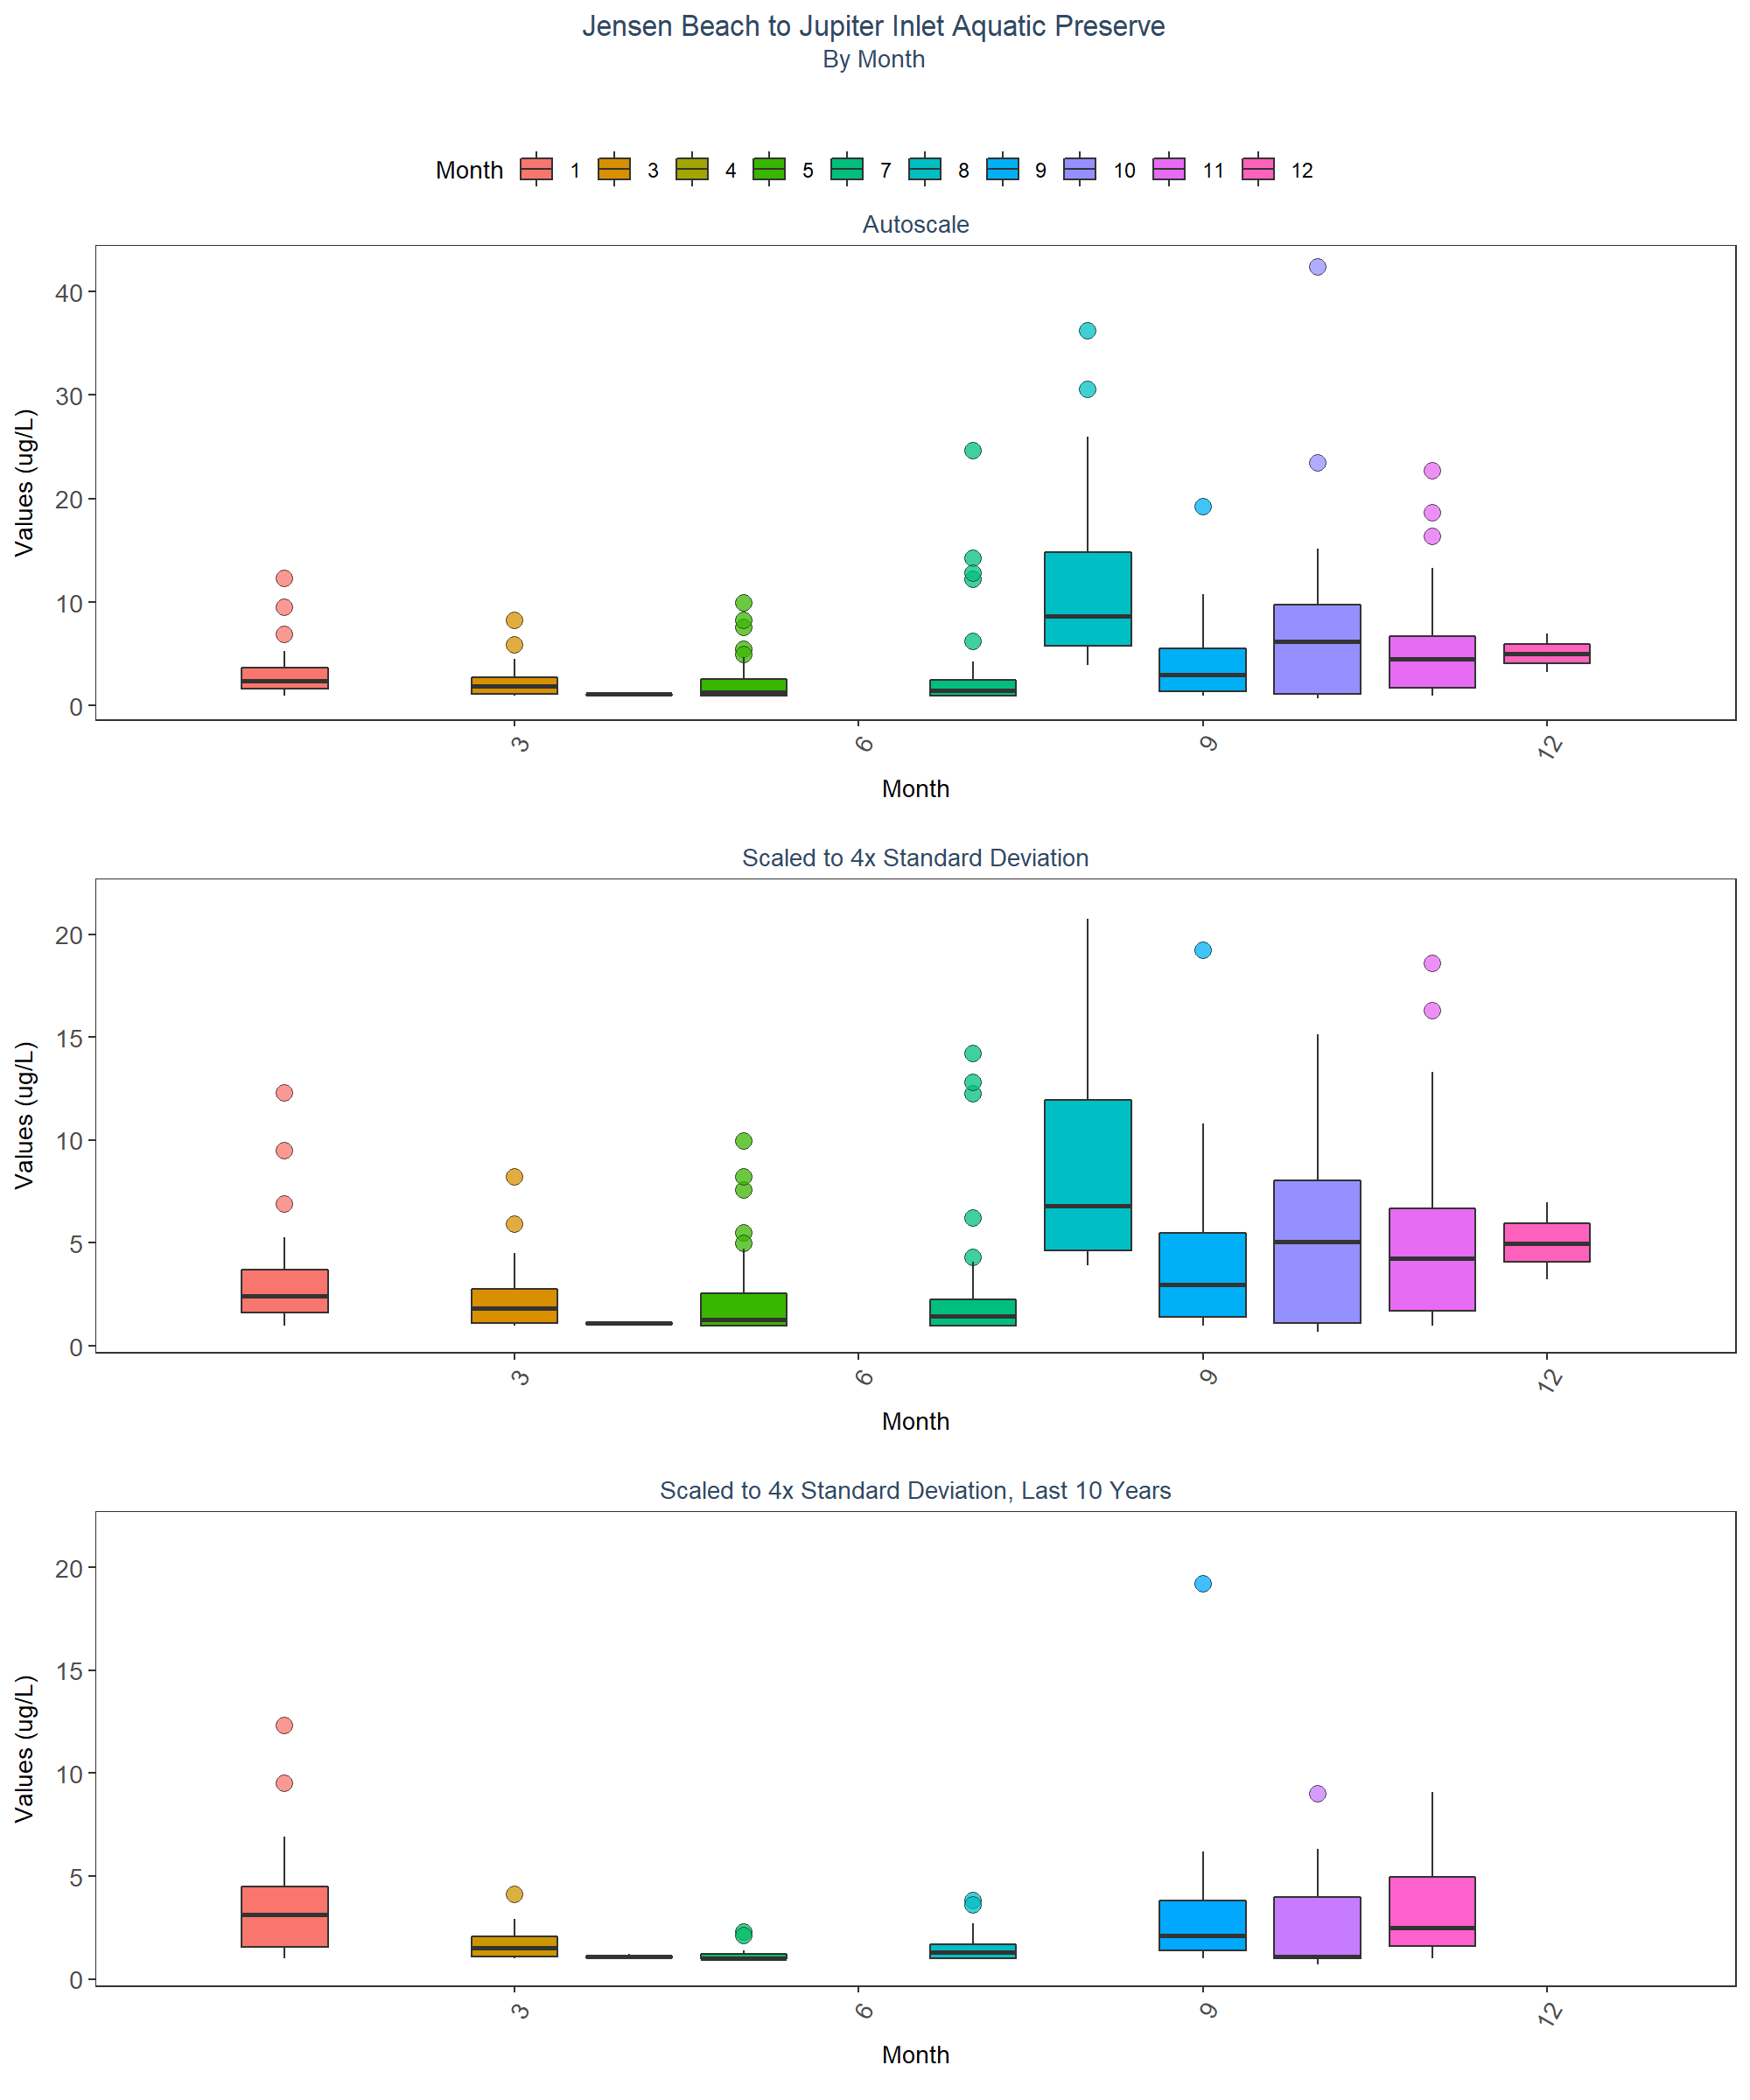 Jensen Beach to Jupiter Inlet Aquatic Preserve
By Month
Month 1 3 4 5 7 8 9 10 11 12
Autoscale
Values (ug/L)
40
30
20
10
0
3 6 9 12
Month
Scaled to 4x Standard Deviation
Values (ug/L)
20
15
10
5
0
3 6 9 12
Month
Scaled to 4x Standard Deviation, Last 10 Years
Values (ug/L)
20
15
10
5
0
3 6 9 12
Month